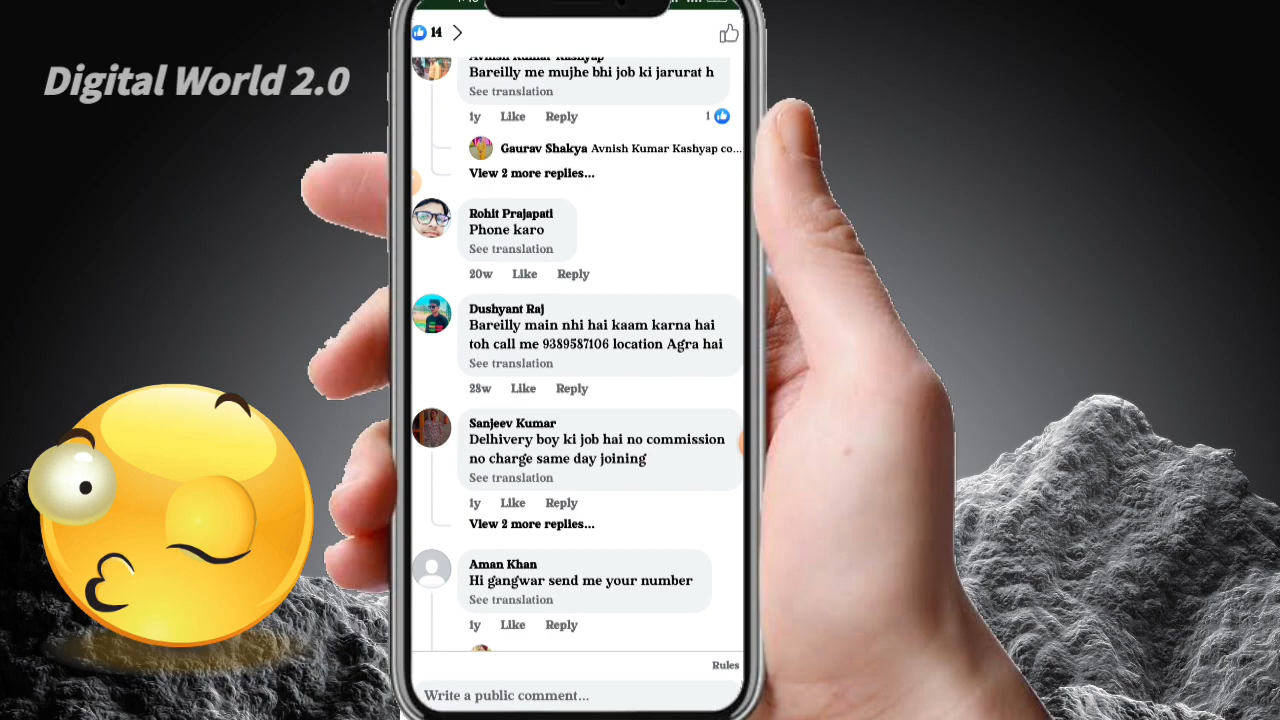 Digital World 2.0
14
Avnish Kumar Kashyap
Bareilly me mujhe bhi job ki jarurat h
See translation
1y Like Reply 1
Gaurav Shakya Avnish Kumar Kashyap co...
View 2 more replies...
Rohit Prajapati
Phone karo
See translation
20w Like Reply
Dushyant Raj
Bareilly main nhi hai kaam karna hai
toh call me 9389587106 location Agra hai
See translation
28w Like Reply
Sanjeev Kumar
Delhivery boy ki job hai no commission
no charge same day joining
See translation
1y Like Reply
View 2 more replies...
Aman Khan
Hi gangwar send me your number
See translation
1y Like Reply
Rules
Write a public comment...